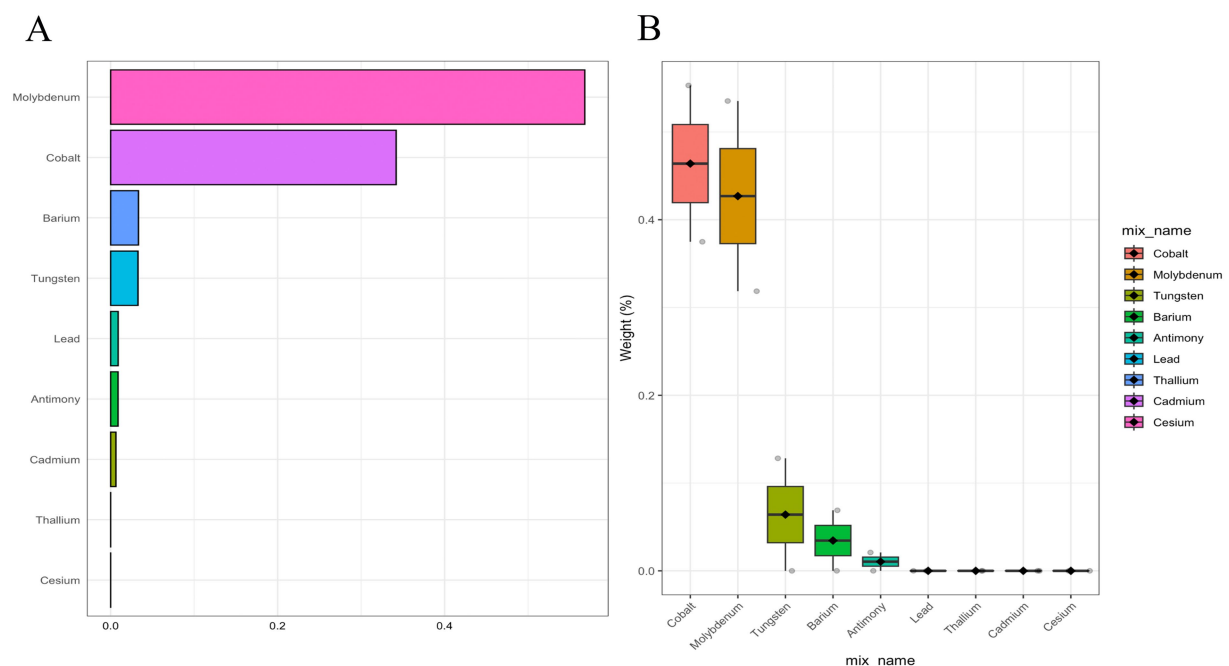 A
Molybdenum
Cobalt
Barium
Tungsten
Lead
Antimony
Cadmium
Thallium
Cesium
0.0 0.2 0.4
B
Weight (%)
0.4
0.2
0.0
Cobalt
Molybdenum
Tungsten
Barium
Antimony
Lead
Thallium
Cadmium
Cesium
mix_name
mix_name
Cobalt
Molybdenum
Tungsten
Barium
Antimony
Lead
Thallium
Cadmium
Cesium